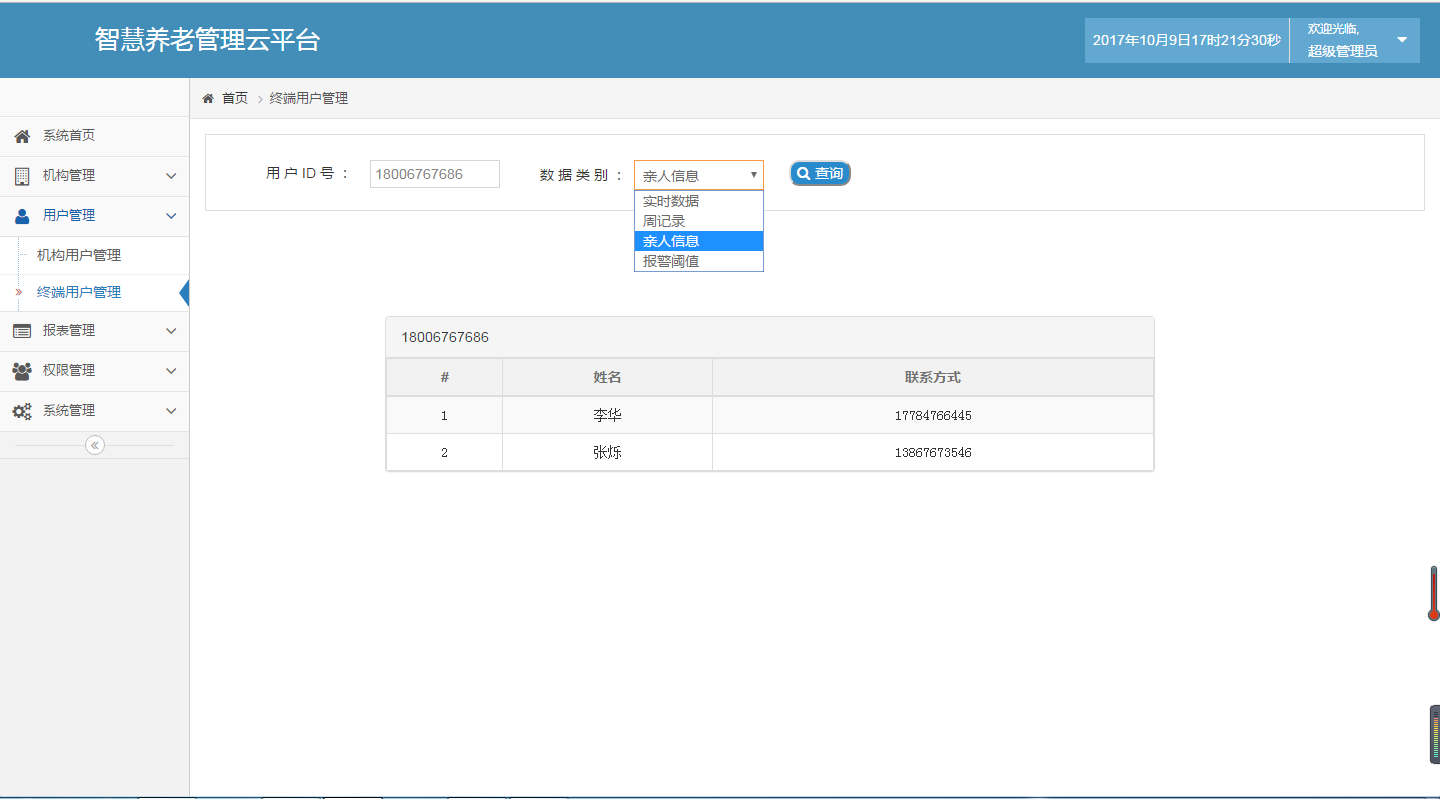 智慧养老管理云平台
2017年10月9日17时21分30秒
欢迎光临,
超级管理员
首页 终端用户管理
系统首页
机构管理
用户管理
机构用户管理
终端用户管理
报表管理
权限管理
系统管理
用户ID号： 18006767686 数据类别： 亲人信息 查询
实时数据
周记录
亲人信息
报警阈值
18006767686
# 姓名 联系方式
1 李华 17784766445
2 张烁 13867673546